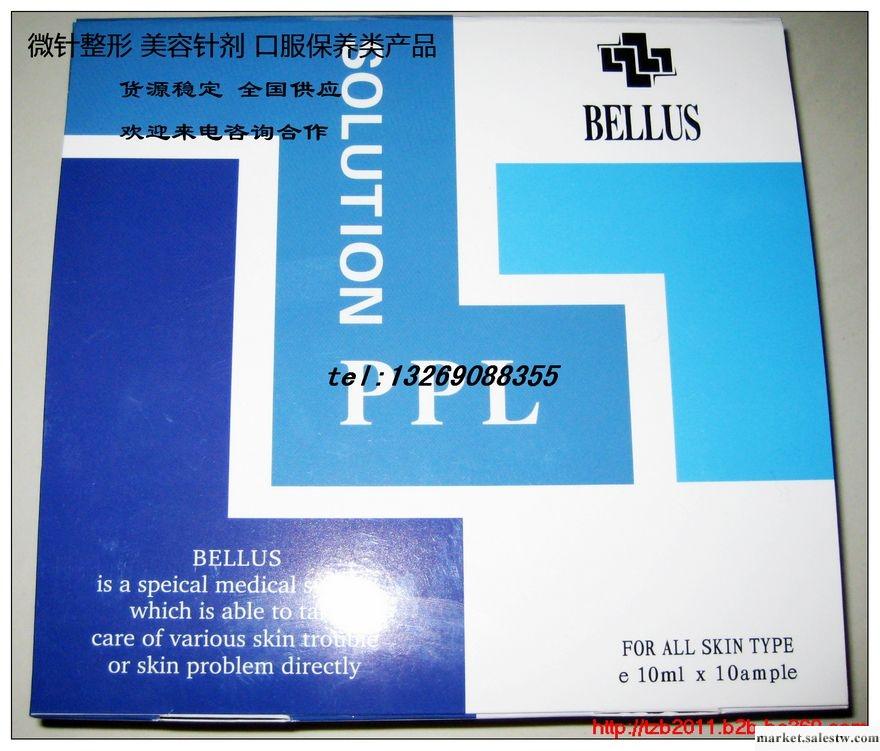 微针整形 美容针剂 口服保养类产品
货源稳定 全国供应
欢迎来电咨询合作
SOLUTION
BELLUS
tel:13269088355
PPL
BELLUS
is a speical medical
which is able to
care of various skin trouble
or skin problem directly
FOR ALL SKIN TYPE
e 10ml x 10ample
market.salestw.com